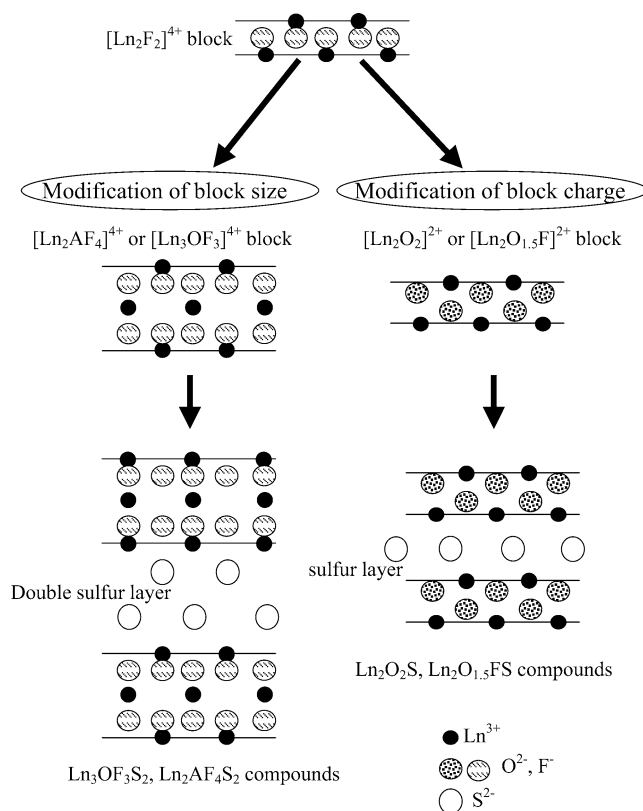 [Ln₂F₂]⁴⁺ block
Modification of block size
Modification of block charge
[Ln₂AF₄]⁴⁺ or [Ln₃OF₃]⁴⁺ block
[Ln₂O₂]²⁺ or [Ln₂O₁.₅F]²⁺ block
Double sulfur layer
sulfur layer
Ln₂O₂S, Ln₂O₁.₅FS compounds
Ln₃OF₃S₂, Ln₂AF₄S₂ compounds
Ln³⁺
O²⁻, F⁻
S²⁻